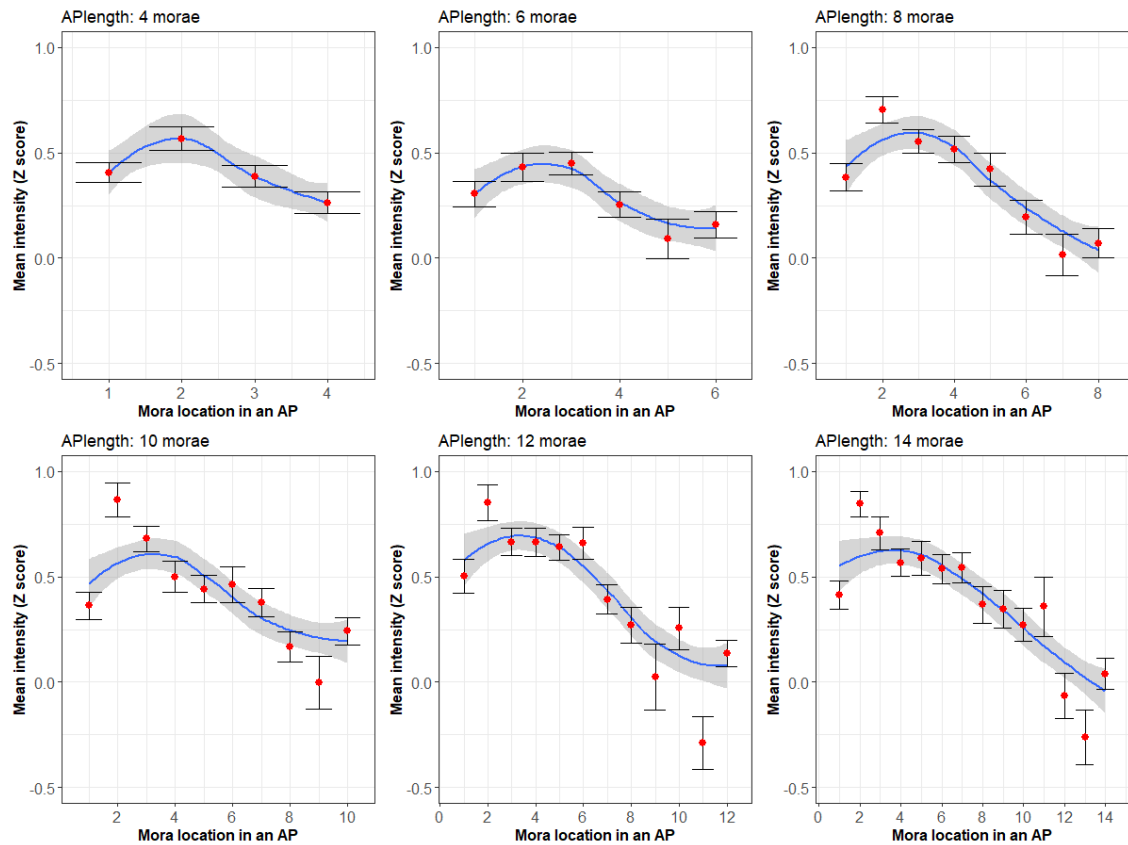 APlength: 4 morae
1.0
0.5
0.0
-0.5
Mean intensity (Z score)
1 2 3 4
Mora location in an AP
APlength: 6 morae
1.0
0.5
0.0
-0.5
Mean intensity (Z score)
2 4 6
Mora location in an AP
APlength: 8 morae
1.0
0.5
0.0
-0.5
Mean intensity (Z score)
2 4 6 8
Mora location in an AP
APlength: 10 morae
1.0
0.5
0.0
-0.5
Mean intensity (Z score)
2 4 6 8 10
Mora location in an AP
APlength: 12 morae
1.0
0.5
0.0
-0.5
Mean intensity (Z score)
0 2 4 6 8 10 12
Mora location in an AP
APlength: 14 morae
1.0
0.5
0.0
-0.5
Mean intensity (Z score)
0 2 4 6 8 10 12 14
Mora location in an AP